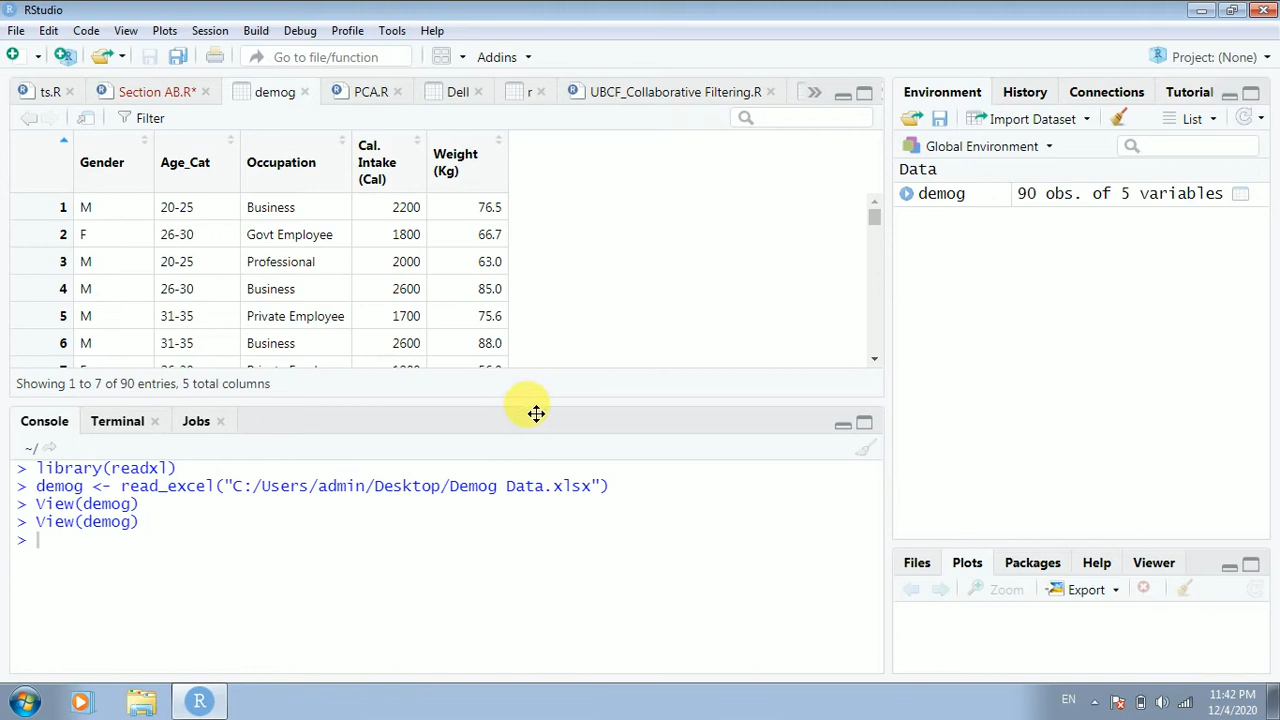 RStudio
File Edit Code View Plots Session Build Debug Profile Tools Help
Go to file/function Addins Project: (None)
ts.R Section AB.R* demog PCA.R Dell r UBCF_Collaborative Filtering.R
Filter
Gender Age_Cat Occupation Cal. Intake (Cal) Weight (Kg)
1 M 20-25 Business 2200 76.5
2 F 26-30 Govt Employee 1800 66.7
3 M 20-25 Professional 2000 63.0
4 M 26-30 Business 2600 85.0
5 M 31-35 Private Employee 1700 75.6
6 M 31-35 Business 2600 88.0
Showing 1 to 7 of 90 entries, 5 total columns
Console Terminal Jobs
~/
> library(readxl)
> demog <- read_excel("C:/Users/admin/Desktop/Demog Data.xlsx")
> View(demog)
> View(demog)
>
Environment History Connections Tutorial
Import Dataset List
Global Environment
Data
demog 90 obs. of 5 variables
Files Plots Packages Help Viewer
Zoom Export
EN 11:42 PM
12/4/2020